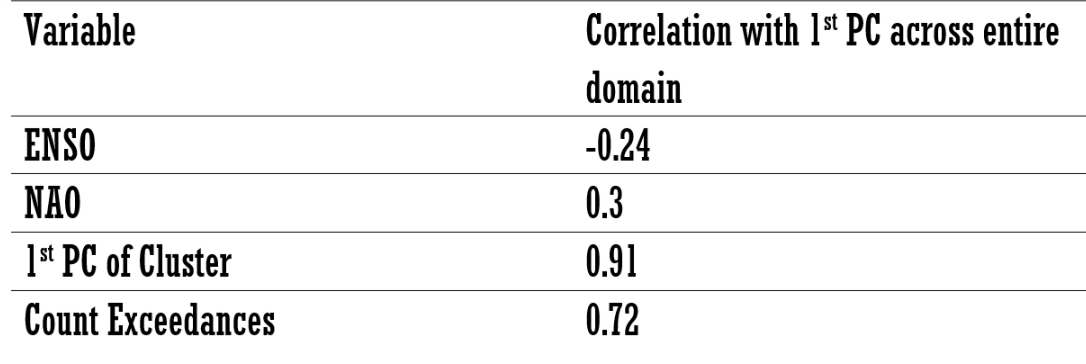 Variable Correlation with 1st PC across entire
domain
ENSO -0.24
NAO 0.3
1st PC of Cluster 0.91
Count Exceedances 0.72